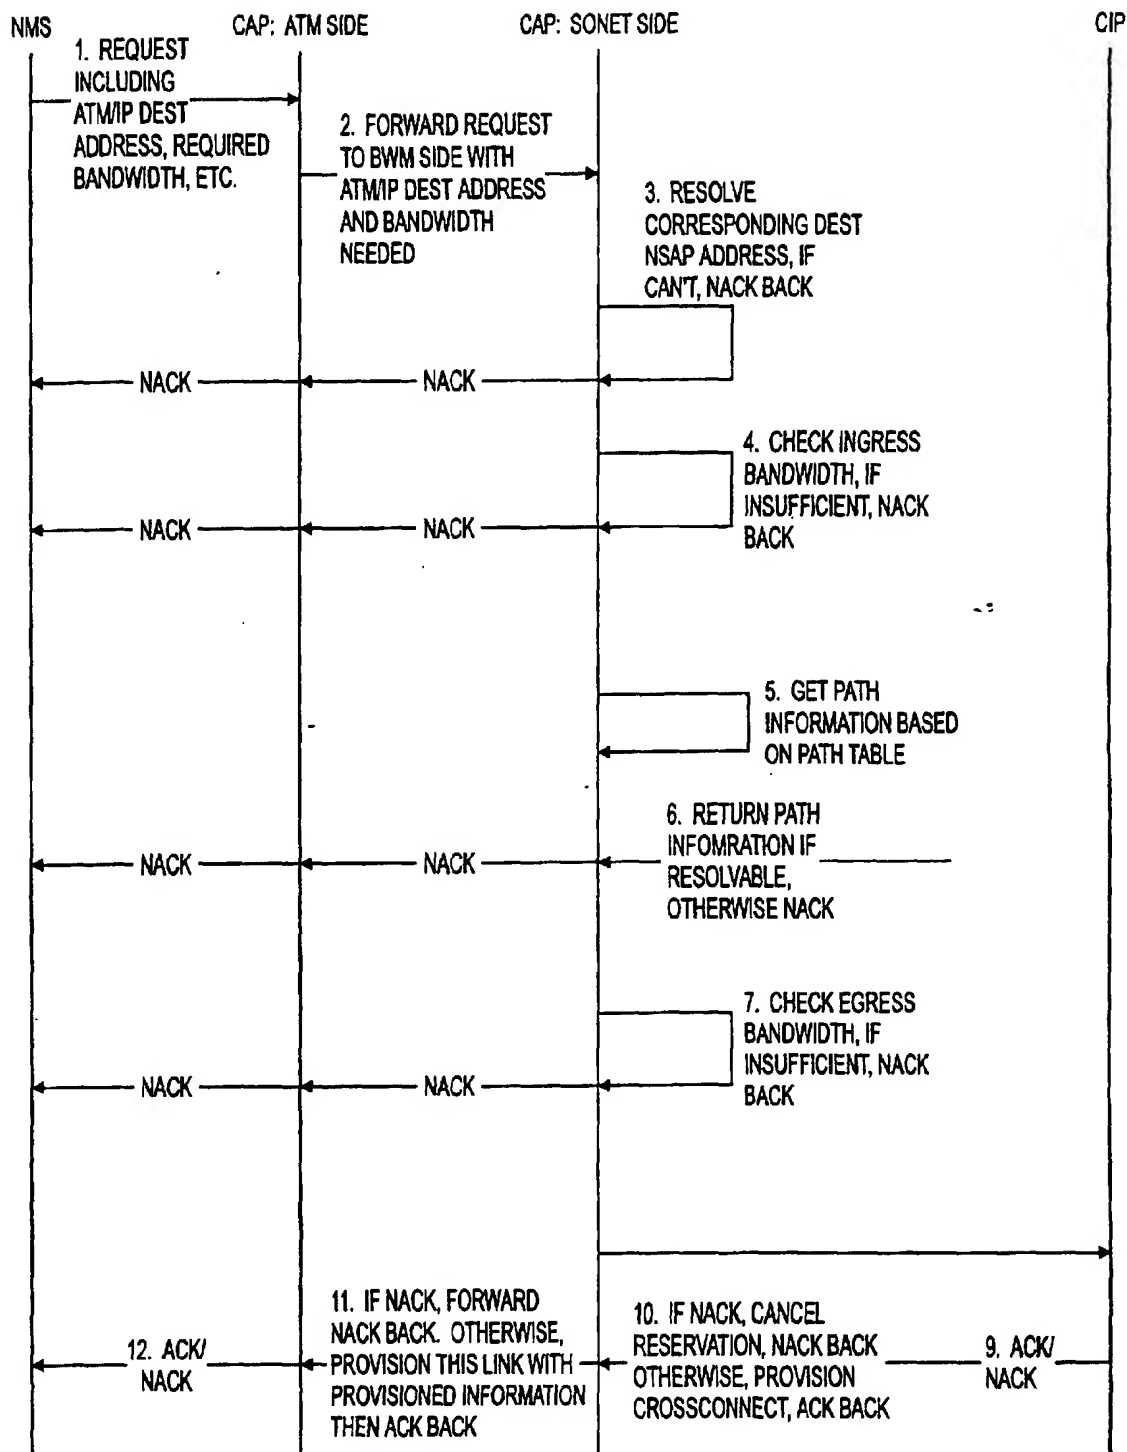 NMS
CAP: ATM SIDE
CAP: SONET SIDE
CIP
1. REQUEST
INCLUDING
ATM/IP DEST
ADDRESS, REQUIRED
BANDWIDTH, ETC.
2. FORWARD REQUEST
TO BWM SIDE WITH
ATM/IP DEST ADDRESS
AND BANDWIDTH
NEEDED
3. RESOLVE
CORRESPONDING DEST
NSAP ADDRESS, IF
CAN'T, NACK BACK
NACK
NACK
4. CHECK INGRESS
BANDWIDTH, IF
INSUFFICIENT, NACK
BACK
NACK
NACK
5. GET PATH
INFORMATION BASED
ON PATH TABLE
6. RETURN PATH
INFOMRATION IF
RESOLVABLE,
OTHERWISE NACK
NACK
NACK
7. CHECK EGRESS
BANDWIDTH, IF
INSUFFICIENT, NACK
BACK
NACK
NACK
12. ACK/
NACK
11. IF NACK, FORWARD
NACK BACK. OTHERWISE,
PROVISION THIS LINK WITH
PROVISIONED INFORMATION
THEN ACK BACK
10. IF NACK, CANCEL
RESERVATION, NACK BACK
OTHERWISE, PROVISION
CROSSCONNECT, ACK BACK
9. ACK/
NACK